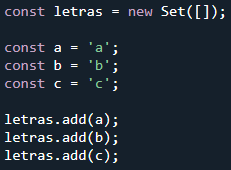 const letras = new Set([]);
const a = 'a';
const b = 'b';
const c = 'c';
letras.add(a);
letras.add(b);
letras.add(c);